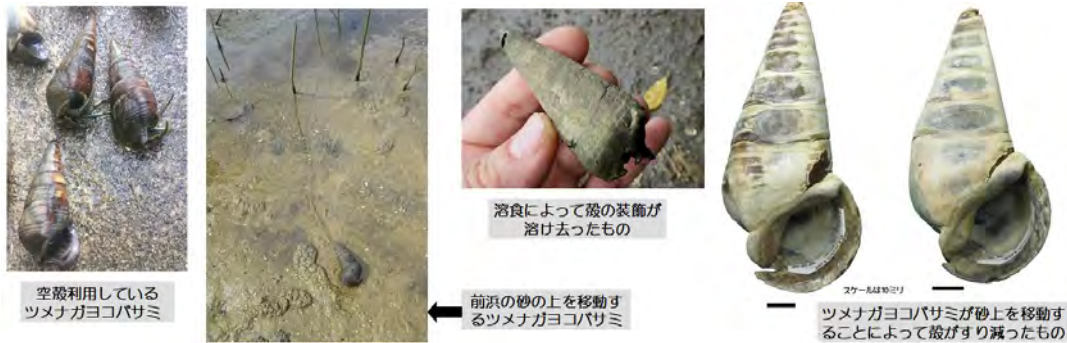 空殻利用している
ツメナガヨコバサミ
前浜の砂の上を移動す
るツメナガヨコバサミ
溶食によって殻の装飾が
溶け去ったもの
スケールは10ミリ
ツメナガヨコバサミが砂上を移動す
ることによって殻がすり減ったもの